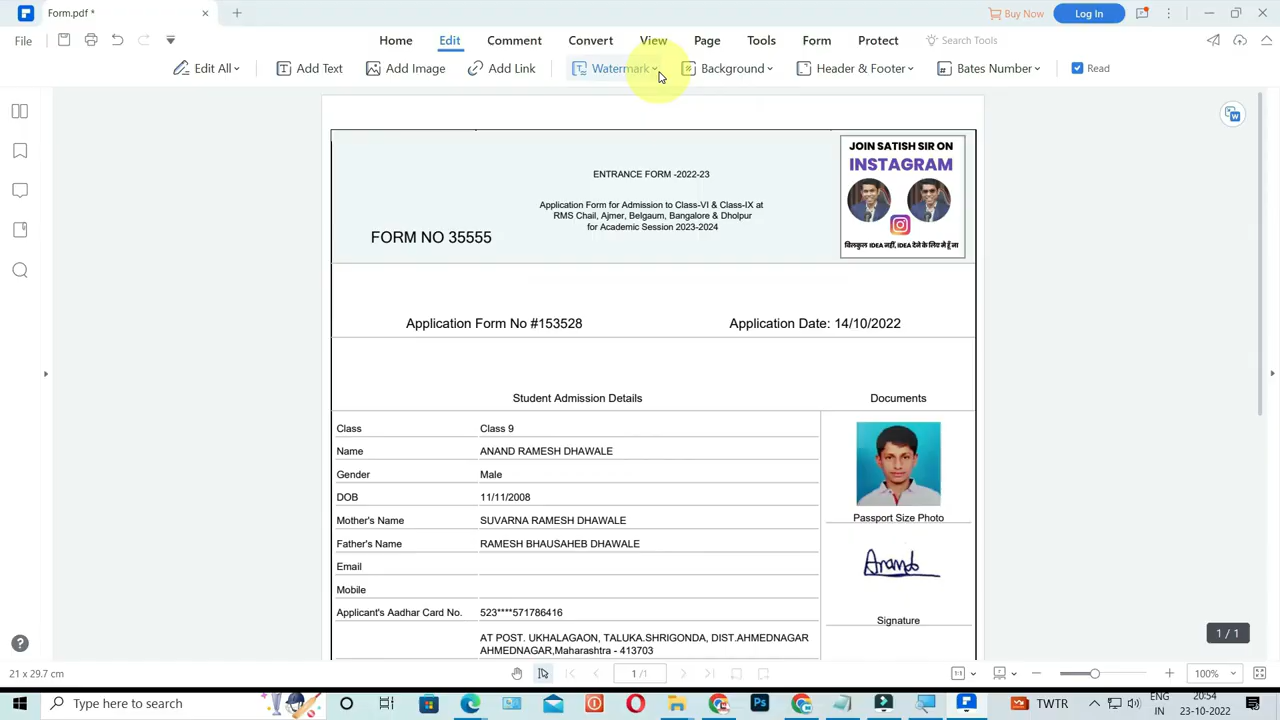 Form.pdf *
Buy Now
Log In
File
Home
Edit
Comment
Convert
View
Page
Tools
Form
Protect
Search Tools
Edit All
Add Text
Add Image
Add Link
Watermark
Background
Header & Footer
Bates Number
Read
ENTRANCE FORM -2022-23
Application Form for Admission to Class-VI & Class-IX at
RMS Chail, Ajmer, Belgaum, Bangalore & Dholpur
for Academic Session 2023-2024
FORM NO 35555
JOIN SATISH SIR ON
INSTAGRAM
बिलकुल IDEA नहीं, IDEA देने के लिए मै हूँ ना
Application Form No #153528
Application Date: 14/10/2022
Student Admission Details
Documents
Class Class 9
Name ANAND RAMESH DHAWALE
Gender Male
DOB 11/11/2008
Mother's Name SUVARNA RAMESH DHAWALE
Father's Name RAMESH BHAUSAHEB DHAWALE
Email
Mobile
Applicant's Aadhar Card No. 523****571786416
AT POST. UKHALAGAON, TALUKA.SHRIGONDA, DIST.AHMEDNAGAR
AHMEDNAGAR,Maharashtra - 413703
Passport Size Photo
Anand
Signature
1 / 1
21 x 29.7 cm
1 /1
100%
Type here to search
TWTR
ENG
IN
20:54
23-10-2022